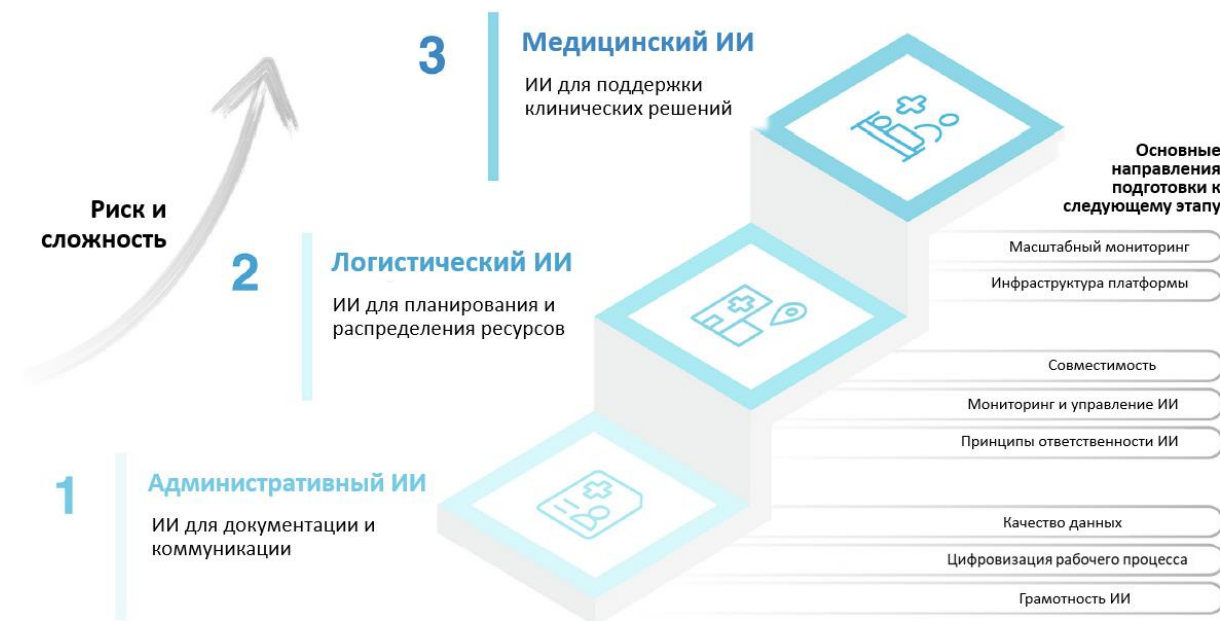 3
Медицинский ИИ
ИИ для поддержки
клинических решений
Основные
направления
подготовки к
следующему этапу
Риск и
сложность
Масштабный мониторинг
Инфраструктура платформы
2
Логистический ИИ
ИИ для планирования и
распределения ресурсов
Совместимость
Мониторинг и управление ИИ
Принципы ответственности ИИ
1
Административный ИИ
ИИ для документации и
коммуникации
Качество данных
Цифровизация рабочего процесса
Грамотность ИИ